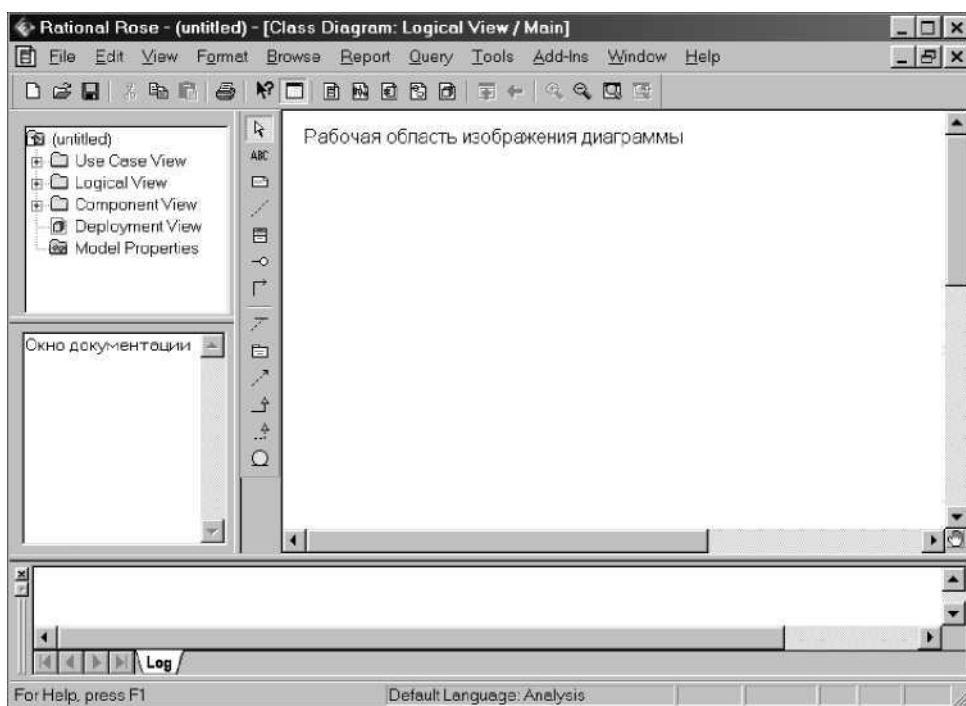 Rational Rose - (untitled) - [Class Diagram: Logical View / Main]
File Edit View Format Browse Report Query Tools Add-Ins Window Help
(untitled)
Use Case View
Logical View
Component View
Deployment View
Model Properties
ABC
Рабочая область изображения диаграммы
Окно документации
Log
For Help, press F1
Default Language: Analysis